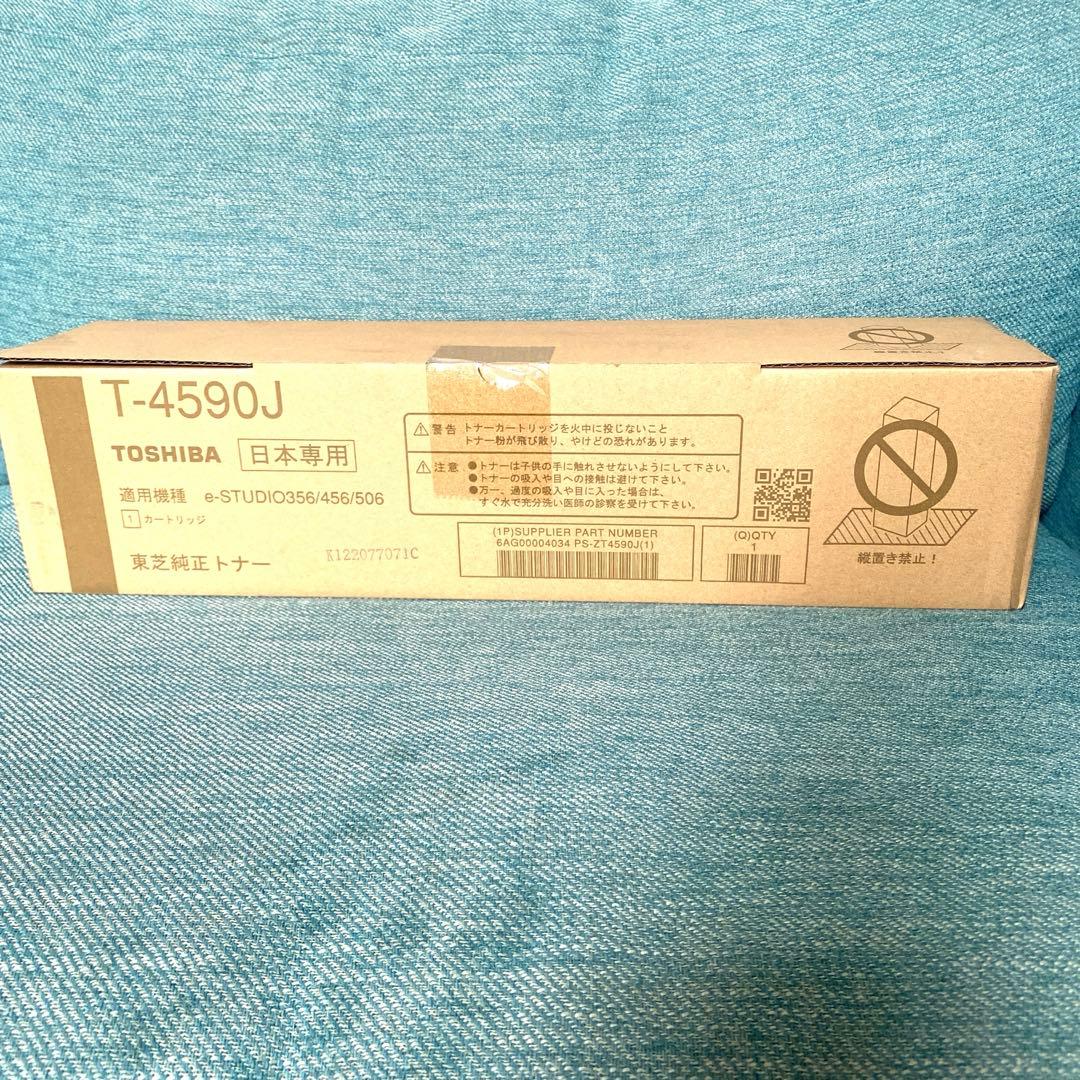 縦置き禁止!
T-4590J
TOSHIBA 日本専用
適用機種 e-STUDIO356/456/506
1 カートリッジ
東芝純正トナー
K122077071C
警告 トナーカートリッジを火中に投じないこと
トナー粉が飛び散り、やけどの恐れがあります。
注意 ●トナーは子供の手に触れさせないようにして下さい。
●トナーの吸入や目への接触は避けて下さい。
●万一、過度の吸入や目に入った場合は、
すぐ水で充分洗い医師の診察を受けて下さい。
(1P)SUPPLIER PART NUMBER
6AG00004034 PS-ZT4590J(1)
(Q)QTY
1
縦置き禁止!